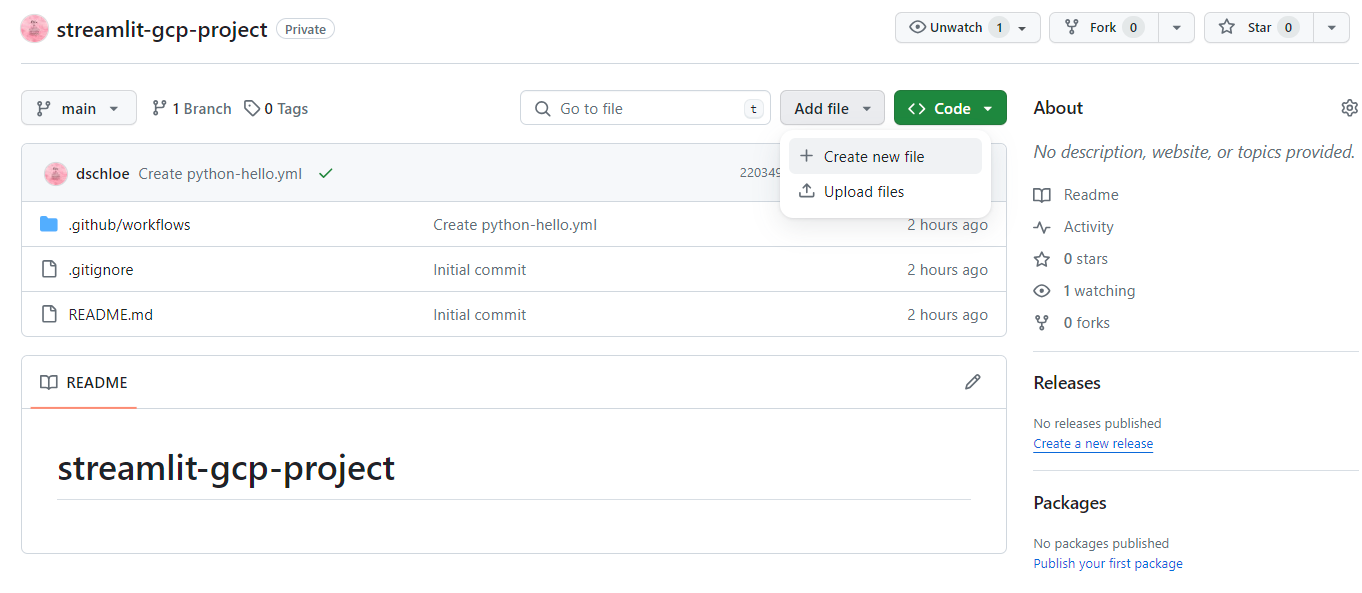 streamlit-gcp-project Private
Unwatch 1
Fork 0
Star 0
main
1 Branch
0 Tags
Go to file t
Add file
Code
Create new file
Upload files
dschloe Create python-hello.yml
220349
.github/workflows Create python-hello.yml 2 hours ago
.gitignore Initial commit 2 hours ago
README.md Initial commit 2 hours ago
README
streamlit-gcp-project
About
No description, website, or topics provided.
Readme
Activity
0 stars
1 watching
0 forks
Releases
No releases published
Create a new release
Packages
No packages published
Publish your first package